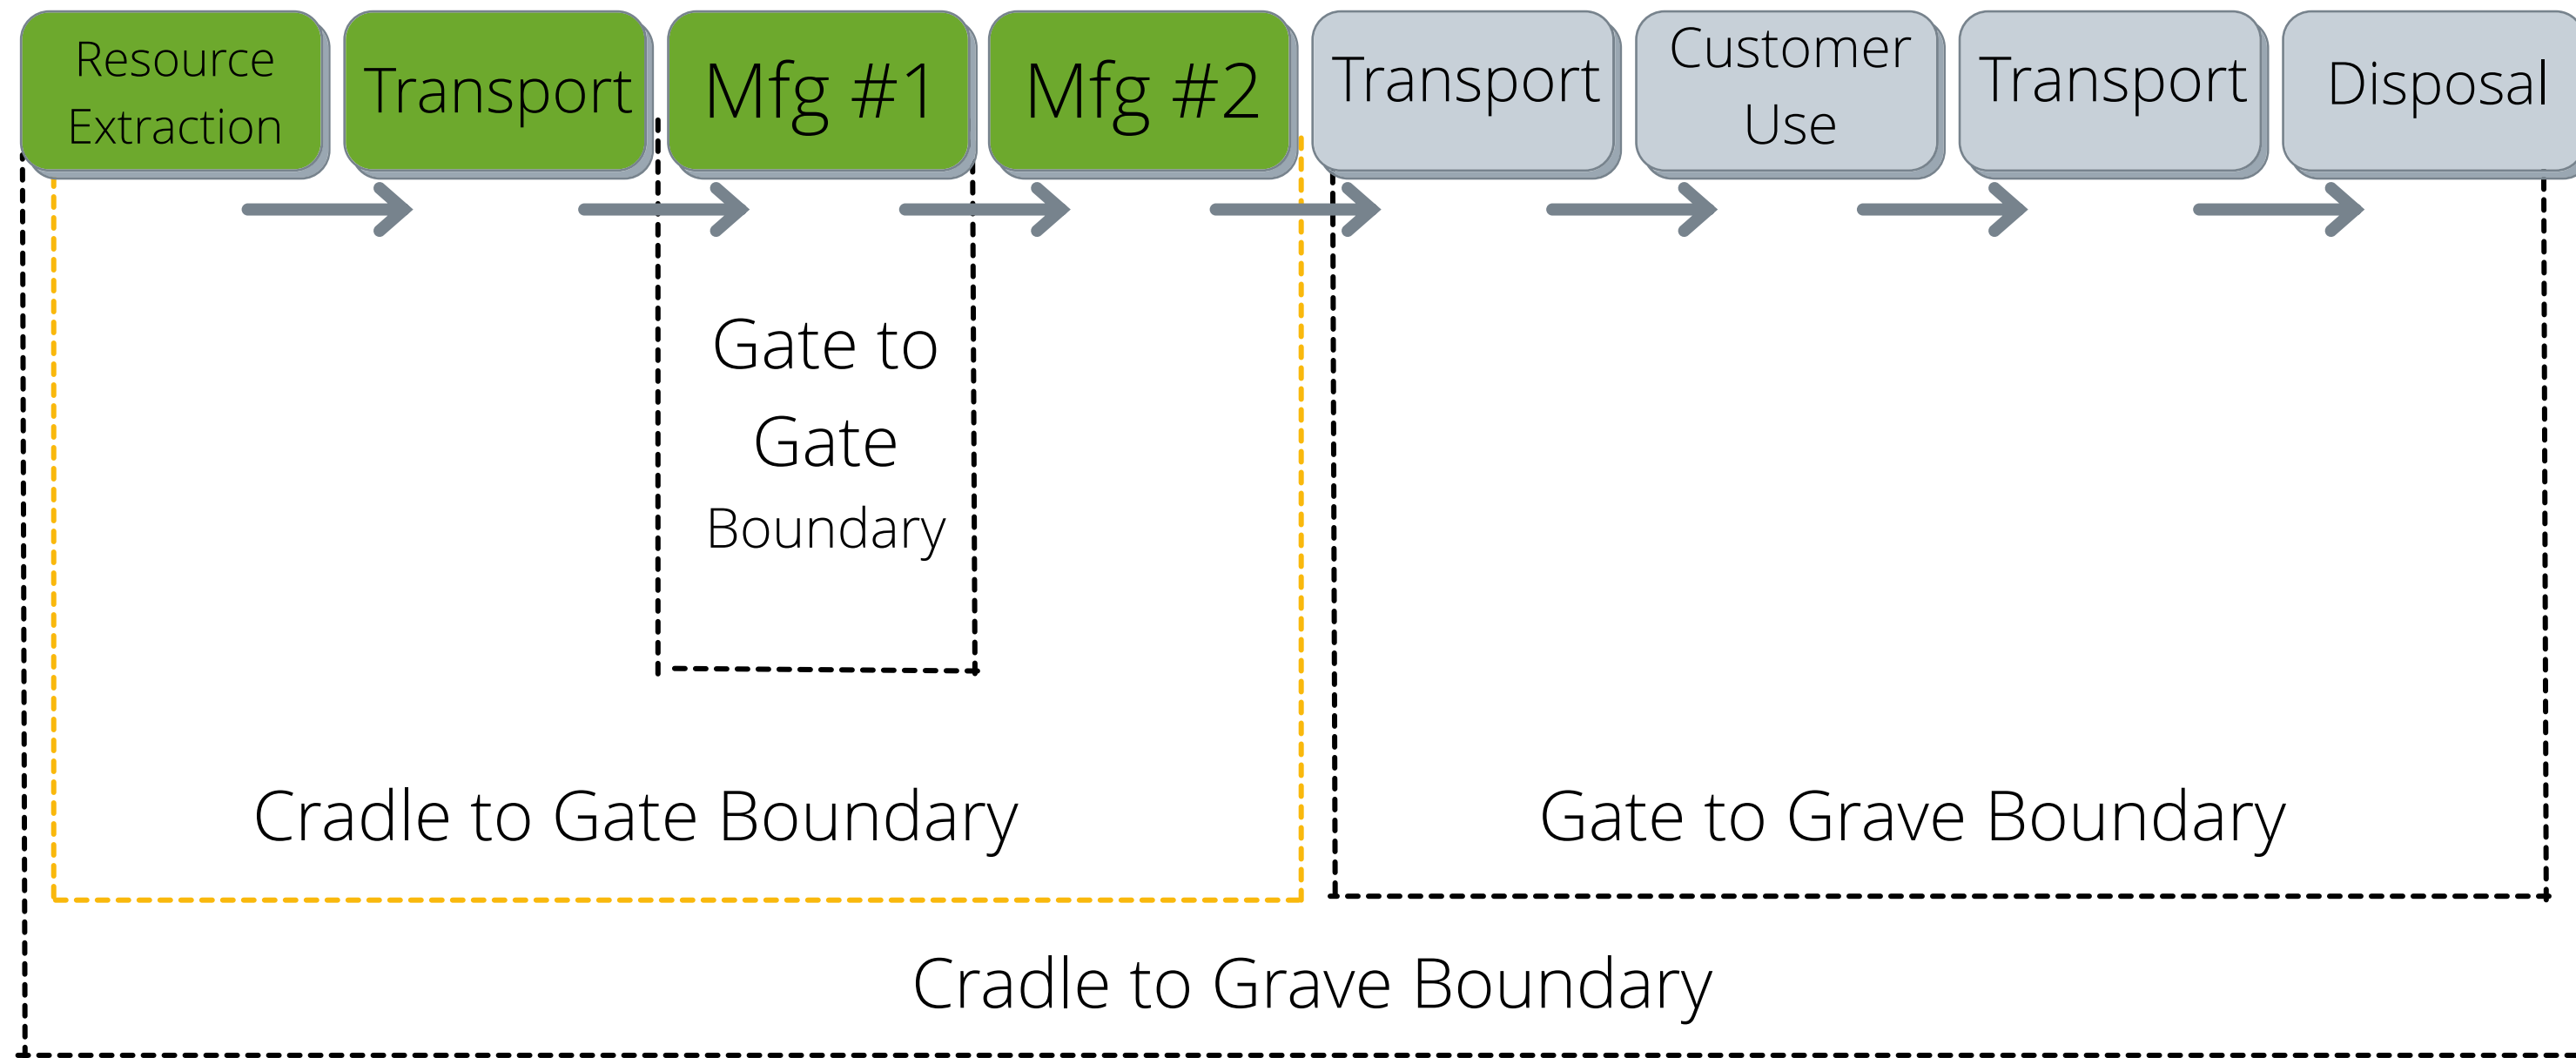 Resource
Extraction
Transport
Mfg #1
Mfg #2
Transport
Customer
Use
Transport
Disposal
Gate to
Gate
Boundary
Cradle to Gate Boundary
Gate to Grave Boundary
Cradle to Grave Boundary